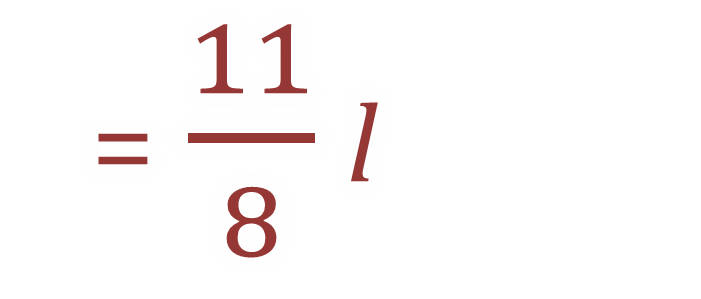 = 11/8 l